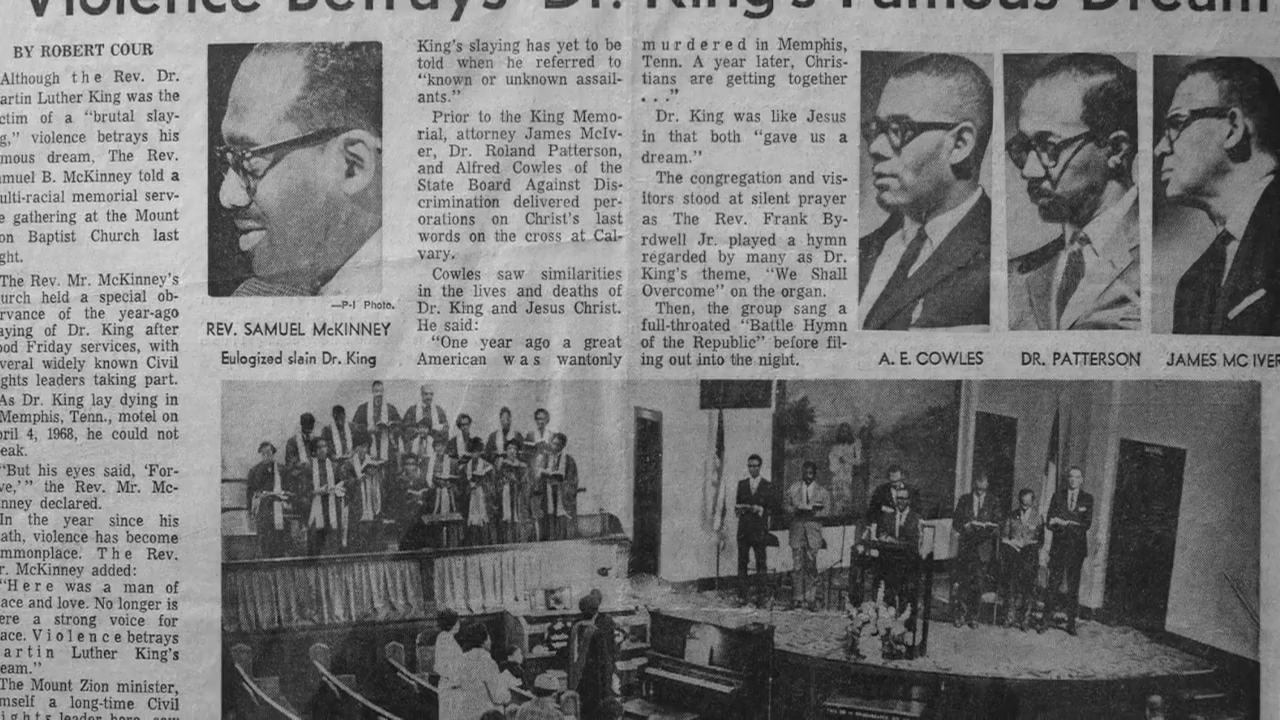 Violence Betrays Dr. King's Famous Dream
BY ROBERT COUR
Although the Rev. Dr.
artin Luther King was the
ctim of a “brutal slay-
g,” violence betrays his
mous dream, The Rev.
amuel B. McKinney told a
ulti-racial memorial serv-
e gathering at the Mount
on Baptist Church last
ght.
The Rev. Mr. McKinney's
urch held a special ob-
rvance of the year-ago
aying of Dr. King after
ood Friday services, with
veral widely known Civil
ghts leaders taking part.
As Dr. King lay dying in
Memphis, Tenn., motel on
pril 4, 1968, he could not
eak.
“But his eyes said, ‘For-
ve,’” the Rev. Mr. Mc-
nney declared.
In the year since his
ath, violence has become
mmonplace. The Rev.
r. McKinney added:
“Here was a man of
ace and love. No longer is
ere a strong voice for
ace. Violence betrays
artin Luther King's
eam.”
The Mount Zion minister,
mself a long-time Civil
ights leader here, saw
—P-I Photo.
REV. SAMUEL McKINNEY
Eulogized slain Dr. King
King's slaying has yet to be
told when he referred to
“known or unknown assail-
ants.”
Prior to the King Memo-
rial, attorney James McIv-
er, Dr. Roland Patterson,
and Alfred Cowles of the
State Board Against Dis-
crimination delivered per-
orations on Christ's last
words on the cross at Cal-
vary.
Cowles saw similarities
in the lives and deaths of
Dr. King and Jesus Christ.
He said:
“One year ago a great
American was wantonly
murdered in Memphis,
Tenn. A year later, Chris-
tians are getting together
. . .”
Dr. King was like Jesus
in that both “gave us a
dream.”
The congregation and vis-
itors stood at silent prayer
as The Rev. Frank By-
rdwell Jr. played a hymn
regarded by many as Dr.
King's theme, “We Shall
Overcome” on the organ.
Then, the group sang a
full-throated “Battle Hymn
of the Republic” before fil-
ing out into the night.
A. E. COWLES
DR. PATTERSON
JAMES MC IVER